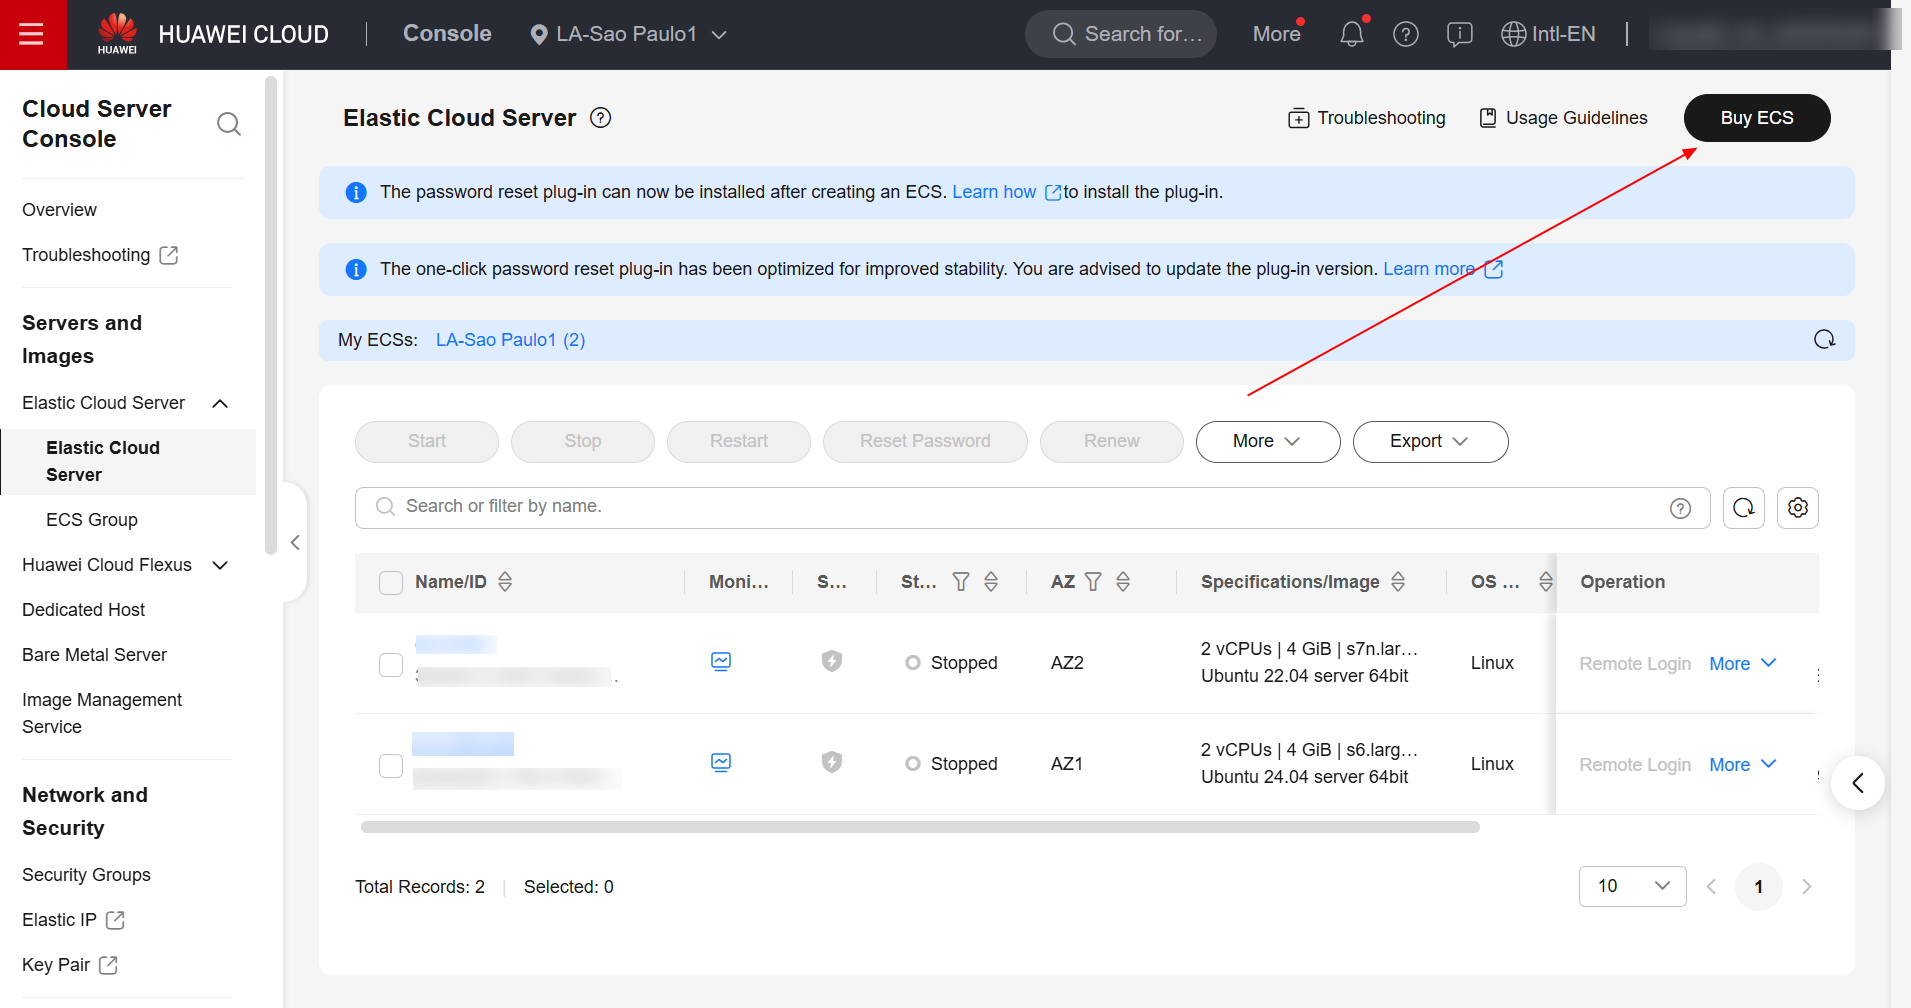 HUAWEI
HUAWEI CLOUD
Console
LA-Sao Paulo1
Search for...
More
Intl-EN
Cloud Server
Console
Overview
Troubleshooting
Servers and
Images
Elastic Cloud Server
Elastic Cloud
Server
ECS Group
Huawei Cloud Flexus
Dedicated Host
Bare Metal Server
Image Management
Service
Network and
Security
Security Groups
Elastic IP
Key Pair
Elastic Cloud Server
Troubleshooting
Usage Guidelines
Buy ECS
The password reset plug-in can now be installed after creating an ECS. Learn how to install the plug-in.
The one-click password reset plug-in has been optimized for improved stability. You are advised to update the plug-in version. Learn more
My ECSs: LA-Sao Paulo1 (2)
Start
Stop
Restart
Reset Password
Renew
More
Export
Search or filter by name.
Name/ID
Moni...
S...
St...
AZ
Specifications/Image
OS ...
Operation
Stopped
AZ2
2 vCPUs | 4 GiB | s7n.lar...
Ubuntu 22.04 server 64bit
Linux
Remote Login
More
Stopped
AZ1
2 vCPUs | 4 GiB | s6.larg...
Ubuntu 24.04 server 64bit
Linux
Remote Login
More
Total Records: 2
Selected: 0
10
1